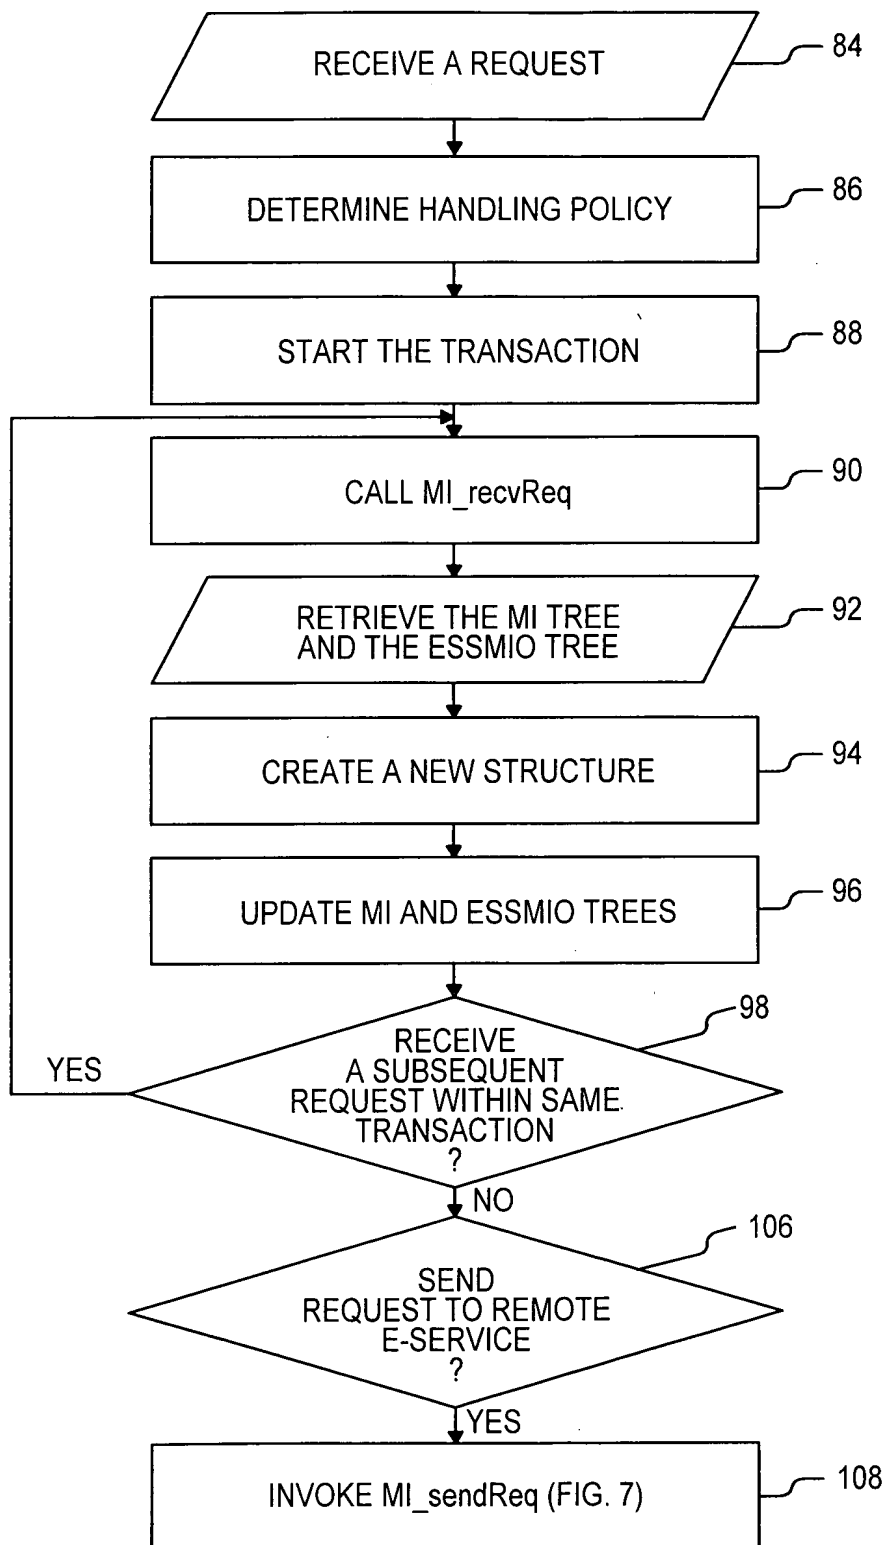 RECEIVE A REQUEST
84
DETERMINE HANDLING POLICY
86
START THE TRANSACTION
88
CALL MI_recvReq
90
RETRIEVE THE MI TREE
AND THE ESSMIO TREE
92
CREATE A NEW STRUCTURE
94
UPDATE MI AND ESSMIO TREES
96
98
RECEIVE
A SUBSEQUENT
REQUEST WITHIN SAME
TRANSACTION
?
YES
NO
106
SEND
REQUEST TO REMOTE
E-SERVICE
?
YES
INVOKE MI_sendReq (FIG. 7)
108